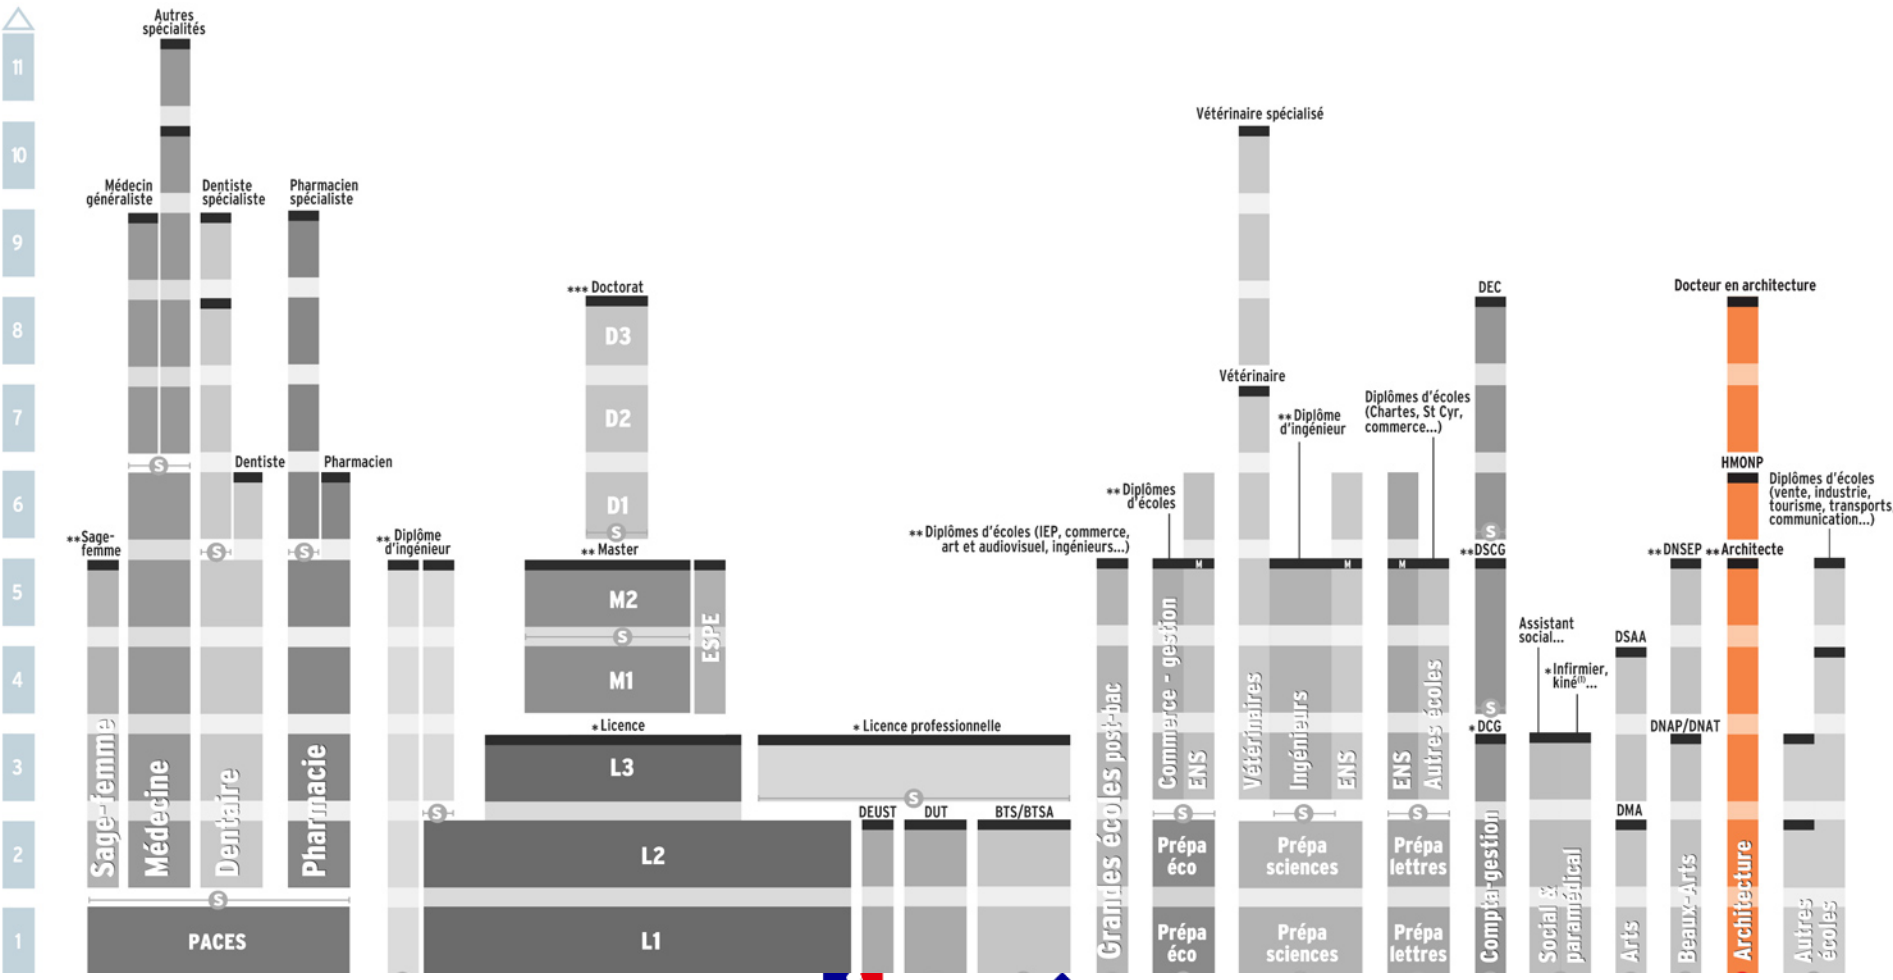 Autres
spécialités
11
Vétérinaire spécialisé
10
Médecin
généraliste
Dentiste
spécialiste
Pharmacien
spécialiste
9
*** Doctorat
DEC
Docteur en architecture
8
D3
Vétérinaire
7
D2
** Diplôme
d'ingénieur
Diplômes d'écoles
(Chartes, St Cyr,
commerce...)
S
Dentiste
Pharmacien
HMONP
6
D1
** Diplômes
d'écoles
Diplômes d'écoles
(vente, industrie,
tourisme, transports,
communication...)
S
S
** Sage-
femme
S
S
** Diplôme
d'ingénieur
** Master
** Diplômes d'écoles (IEP, commerce,
art et audiovisuel, ingénieurs...)
** DSCG
** DNSEP
** Architecte
M
M
M
5
M2
ESPE
S
Assistant
social...
DSAA
4
M1
* Infirmier,
kiné(1)...
S
* Licence
* Licence professionnelle
* DCG
DNAP/DNAT
3
L3
Sage-femme
Médecine
Dentaire
Pharmacie
Grandes écoles post-bac
Commerce - gestion
ENS
Vétérinaires
Ingénieurs
ENS
ENS
Autres écoles
S
S
DEUST
DUT
BTS/BTSA
S
S
S
DMA
2
L2
Prépa
éco
Prépa
sciences
Prépa
lettres
Compta-gestion
Social &
paramédical
Arts
Beaux-Arts
Architecture
Autres
écoles
S
1
PACES
L1
Prépa
éco
Prépa
sciences
Prépa
lettres